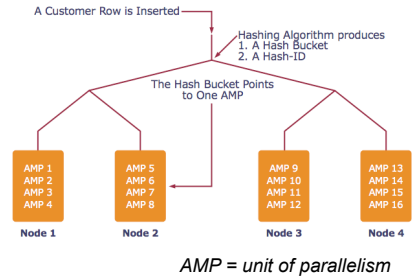 A Customer Row is Inserted
Hashing Algorithm produces
1. A Hash Bucket
2. A Hash-ID
The Hash Bucket Points
to One AMP
AMP 1
AMP 2
AMP 3
AMP 4
Node 1
AMP 5
AMP 6
AMP 7
AMP 8
Node 2
AMP 9
AMP 10
AMP 11
AMP 12
Node 3
AMP 13
AMP 14
AMP 15
AMP 16
Node 4
AMP = unit of parallelism